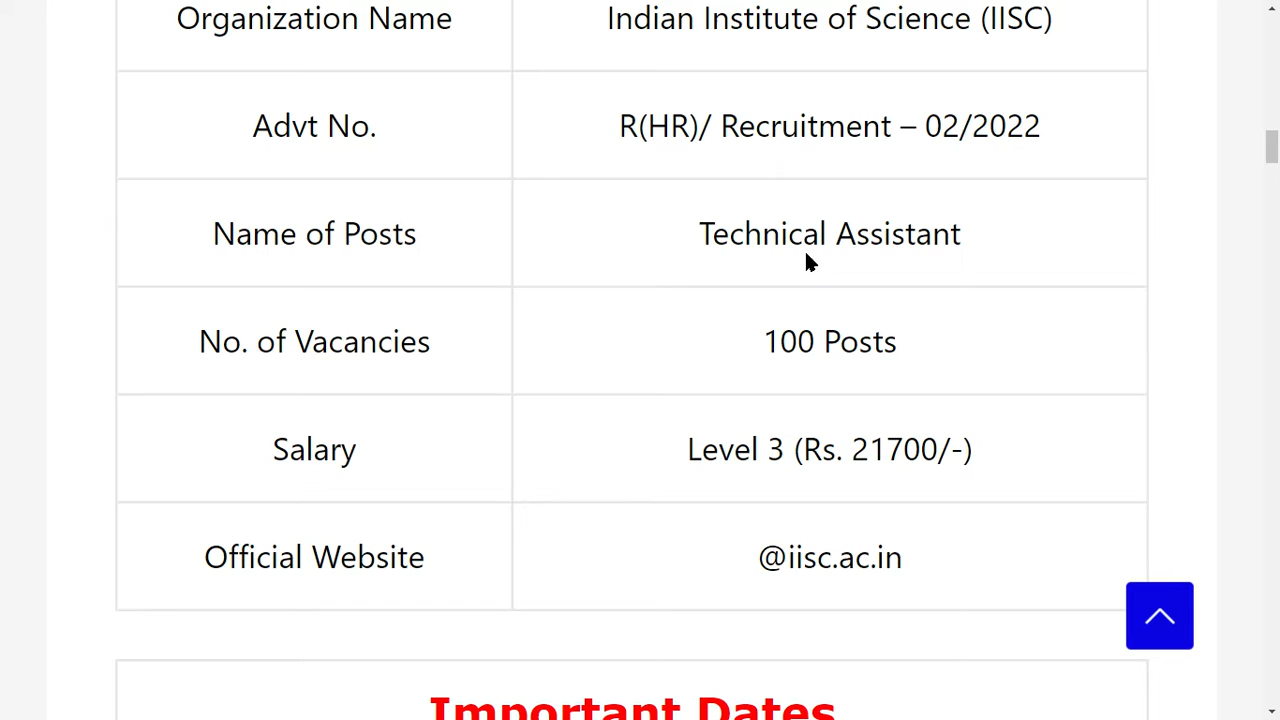 Organization Name Indian Institute of Science (IISC)
Advt No. R(HR)/ Recruitment – 02/2022
Name of Posts Technical Assistant
No. of Vacancies 100 Posts
Salary Level 3 (Rs. 21700/-)
Official Website @iisc.ac.in
Important Dates